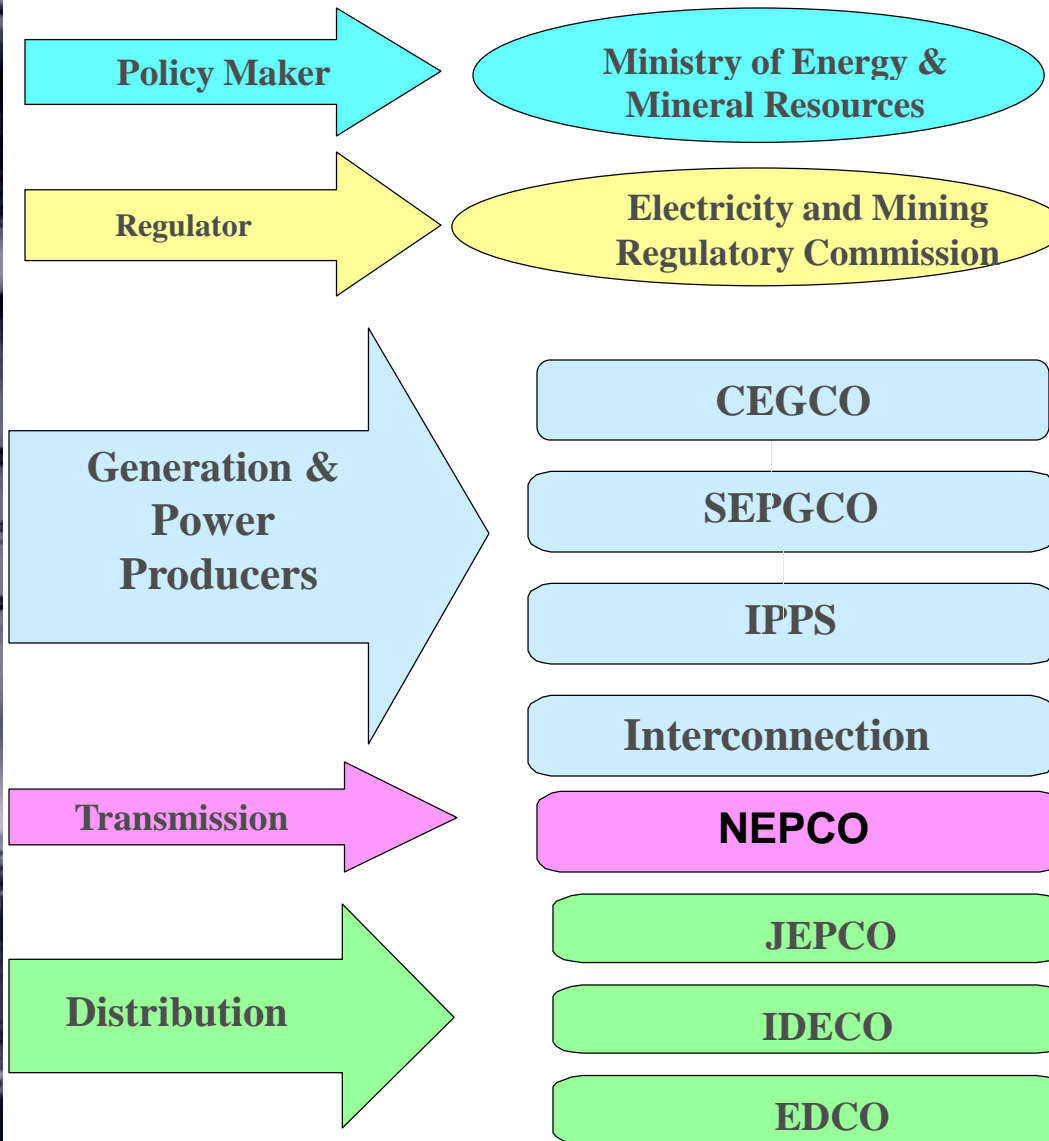 Policy Maker
Ministry of Energy &
Mineral Resources
Regulator
Electricity and Mining
Regulatory Commission
Generation &
Power
Producers
CEGCO
SEPGCO
IPPS
Interconnection
Transmission
NEPCO
Distribution
JEPCO
IDECO
EDCO